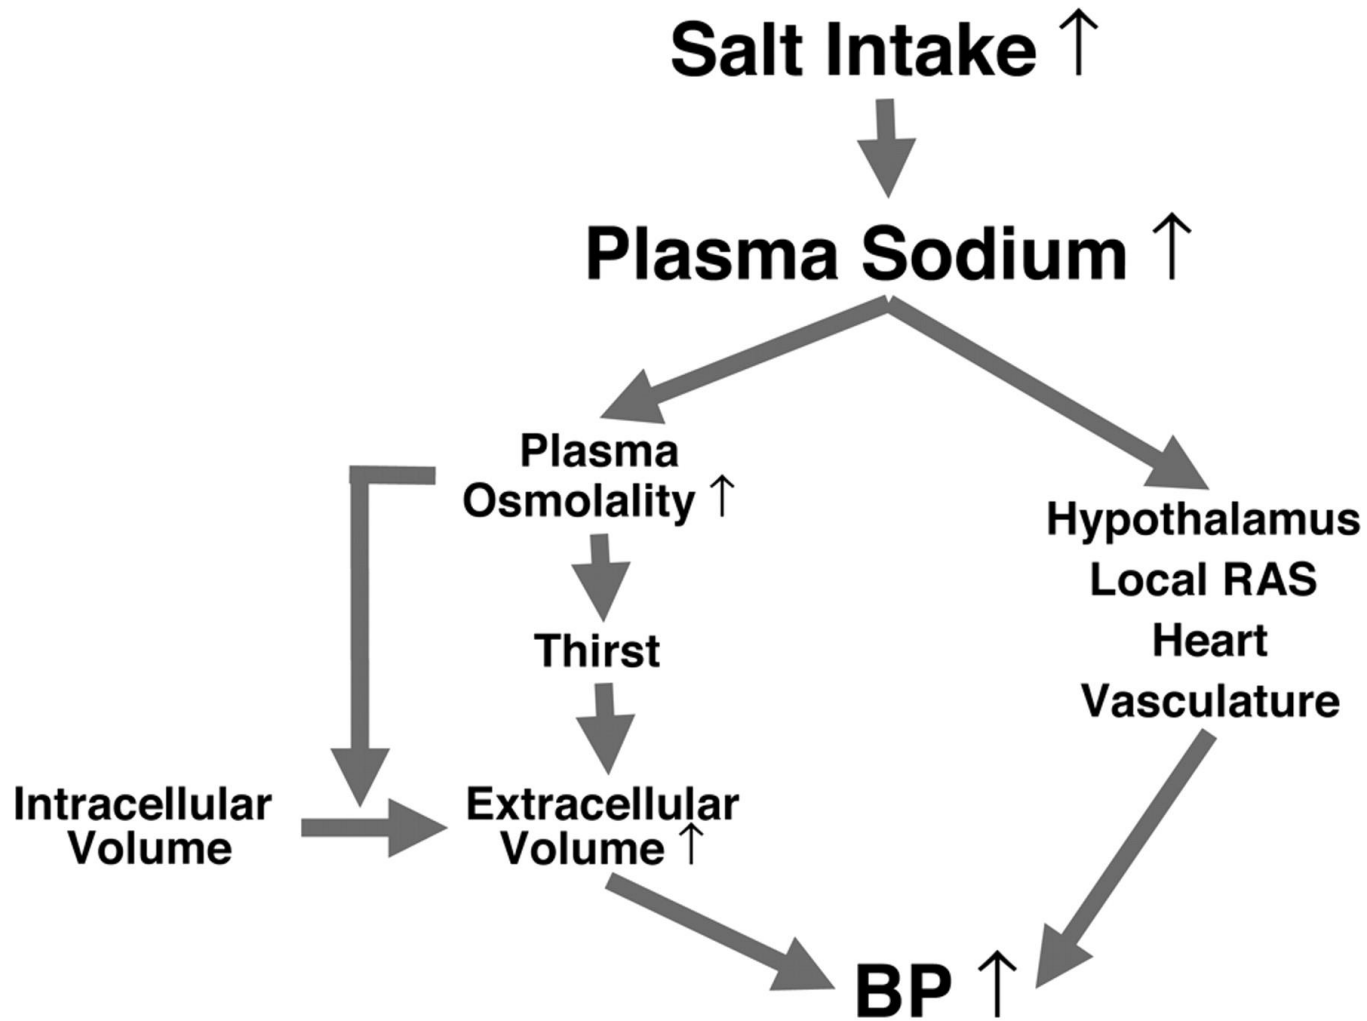 Salt Intake ↑
Plasma Sodium ↑
Plasma
Osmolality ↑
Thirst
Hypothalamus
Local RAS
Heart
Vasculature
Intracellular
Volume
Extracellular
Volume ↑
BP ↑